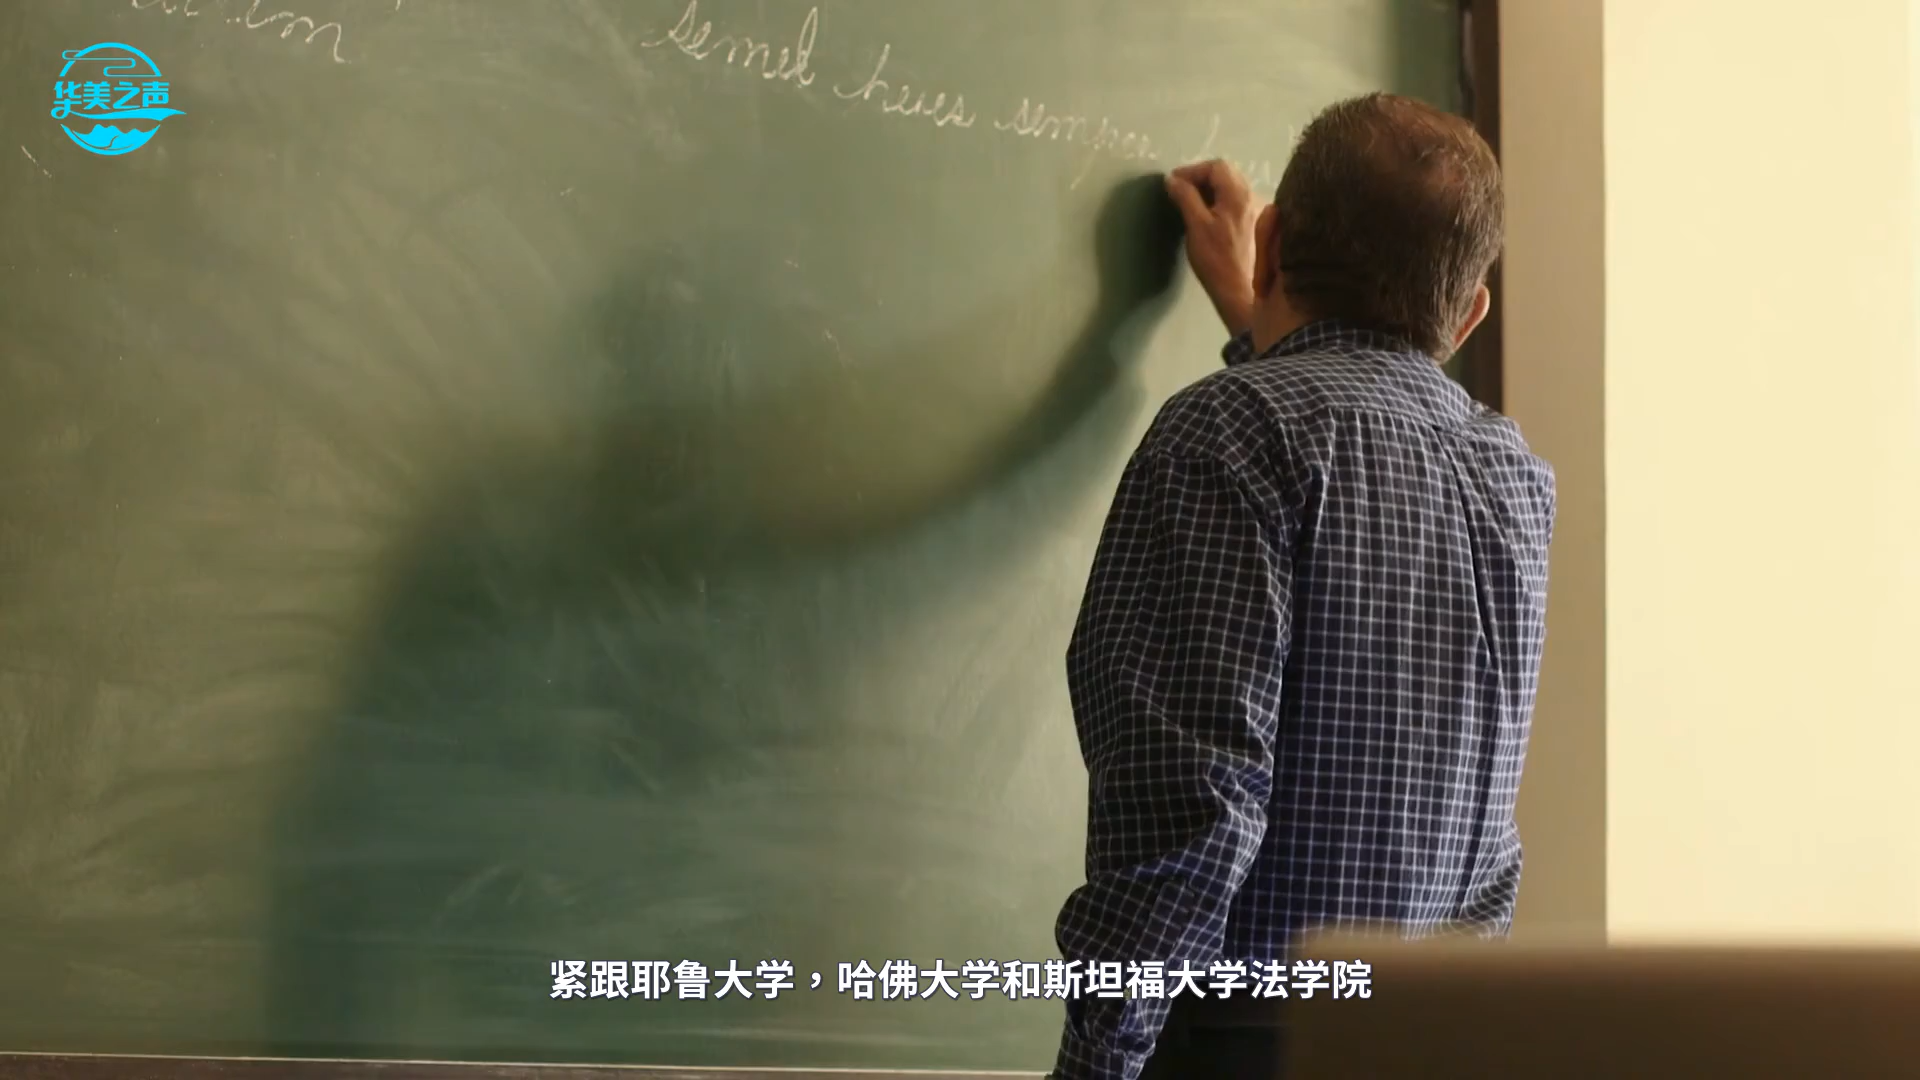 semel heres semper
华美之声
紧跟耶鲁大学，哈佛大学和斯坦福大学法学院